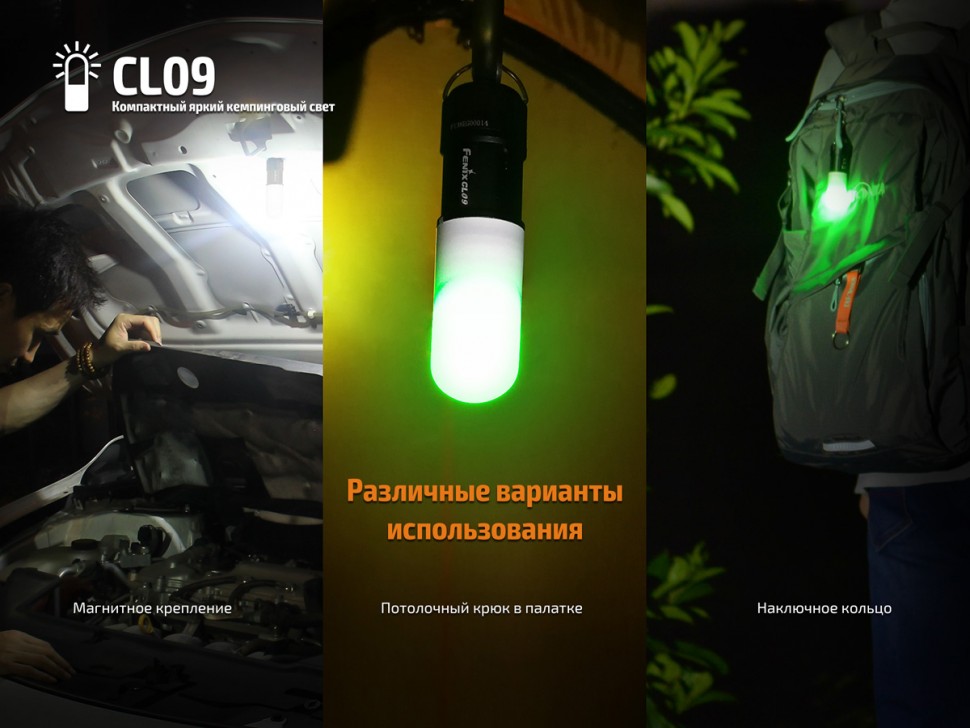 CL09
Компактный яркий кемпинговый свет
FENIX CL09
Различные варианты
использования
Магнитное крепление
Потолочный крюк в палатке
Наключное кольцо